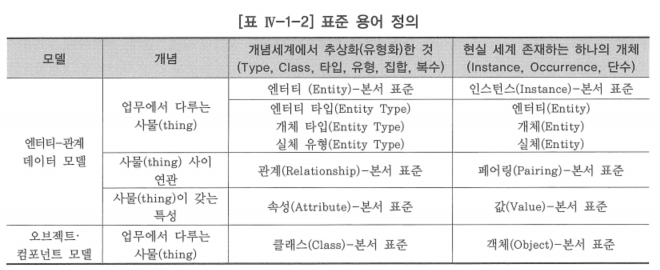 [표 Ⅳ-1-2] 표준 용어 정의
모델
개념
개념세계에서 추상화(유형화)한 것
(Type, Class, 타입, 유형, 집합, 복수)
현실 세계 존재하는 하나의 개체
(Instance, Occurrence, 단수)
엔터티-관계
데이터 모델
업무에서 다루는
사물(thing)
엔터티 (Entity)-본서 표준
인스턴스(Instance)-본서 표준
엔터티 타입(Entity Type)
개체 타입(Entity Type)
실체 유형(Entity Type)
엔터티(Entity)
개체(Entity)
실체(Entity)
사물(thing) 사이
연관
관계(Relationship)-본서 표준
페어링(Pairing)-본서 표준
사물(thing)이 갖는
특성
속성(Attribute)-본서 표준
값(Value)-본서 표준
오브젝트·
컴포넌트 모델
업무에서 다루는
사물(thing)
클래스(Class)-본서 표준
객체(Object)-본서 표준